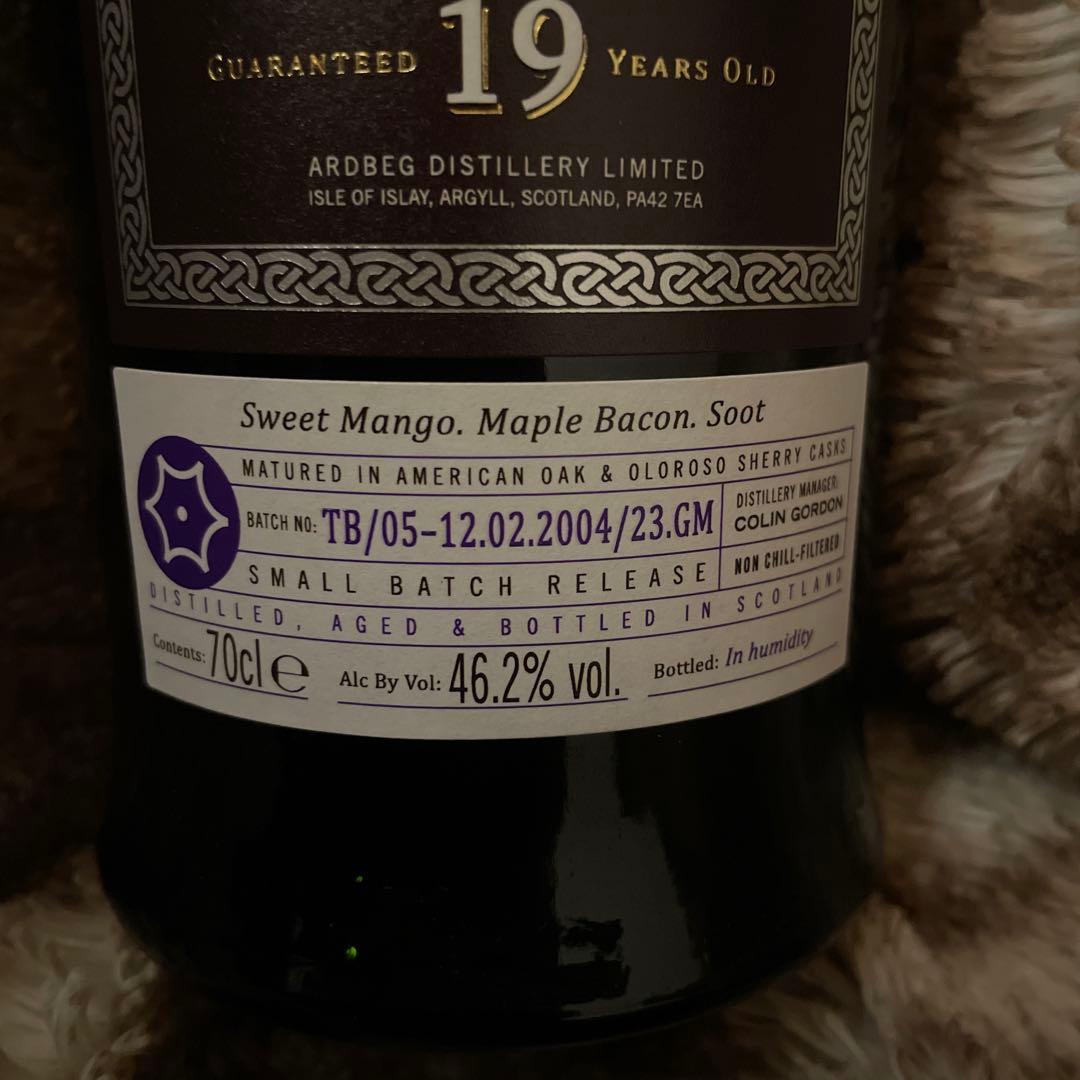 GUARANTEED 19 YEARS OLD
ARDBEG DISTILLERY LIMITED
ISLE OF ISLAY, ARGYLL, SCOTLAND, PA42 7EA
Sweet Mango. Maple Bacon. Soot
MATURED IN AMERICAN OAK & OLOROSO SHERRY CASKS
BATCH NO: TB/05-12.02.2004/23.GM
DISTILLERY MANAGER:
COLIN GORDON
SMALL BATCH RELEASE
NON CHILL-FILTERED
DISTILLED, AGED & BOTTLED IN SCOTLAND
Contents: 70cl e Alc By Vol: 46.2% vol. Bottled: In humidity